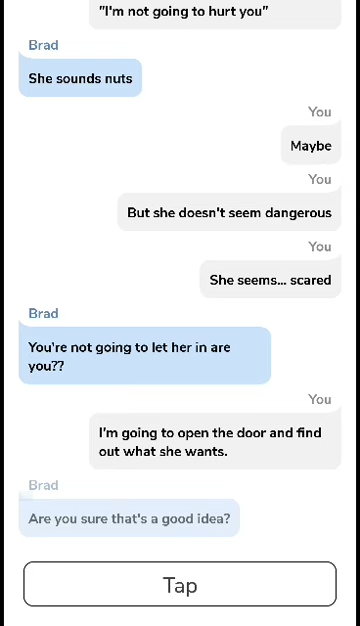 "I'm not going to hurt you"
Brad
She sounds nuts
You
Maybe
You
But she doesn't seem dangerous
You
She seems... scared
Brad
You're not going to let her in are
you??
You
I'm going to open the door and find
out what she wants.
Brad
Are you sure that's a good idea?
Tap